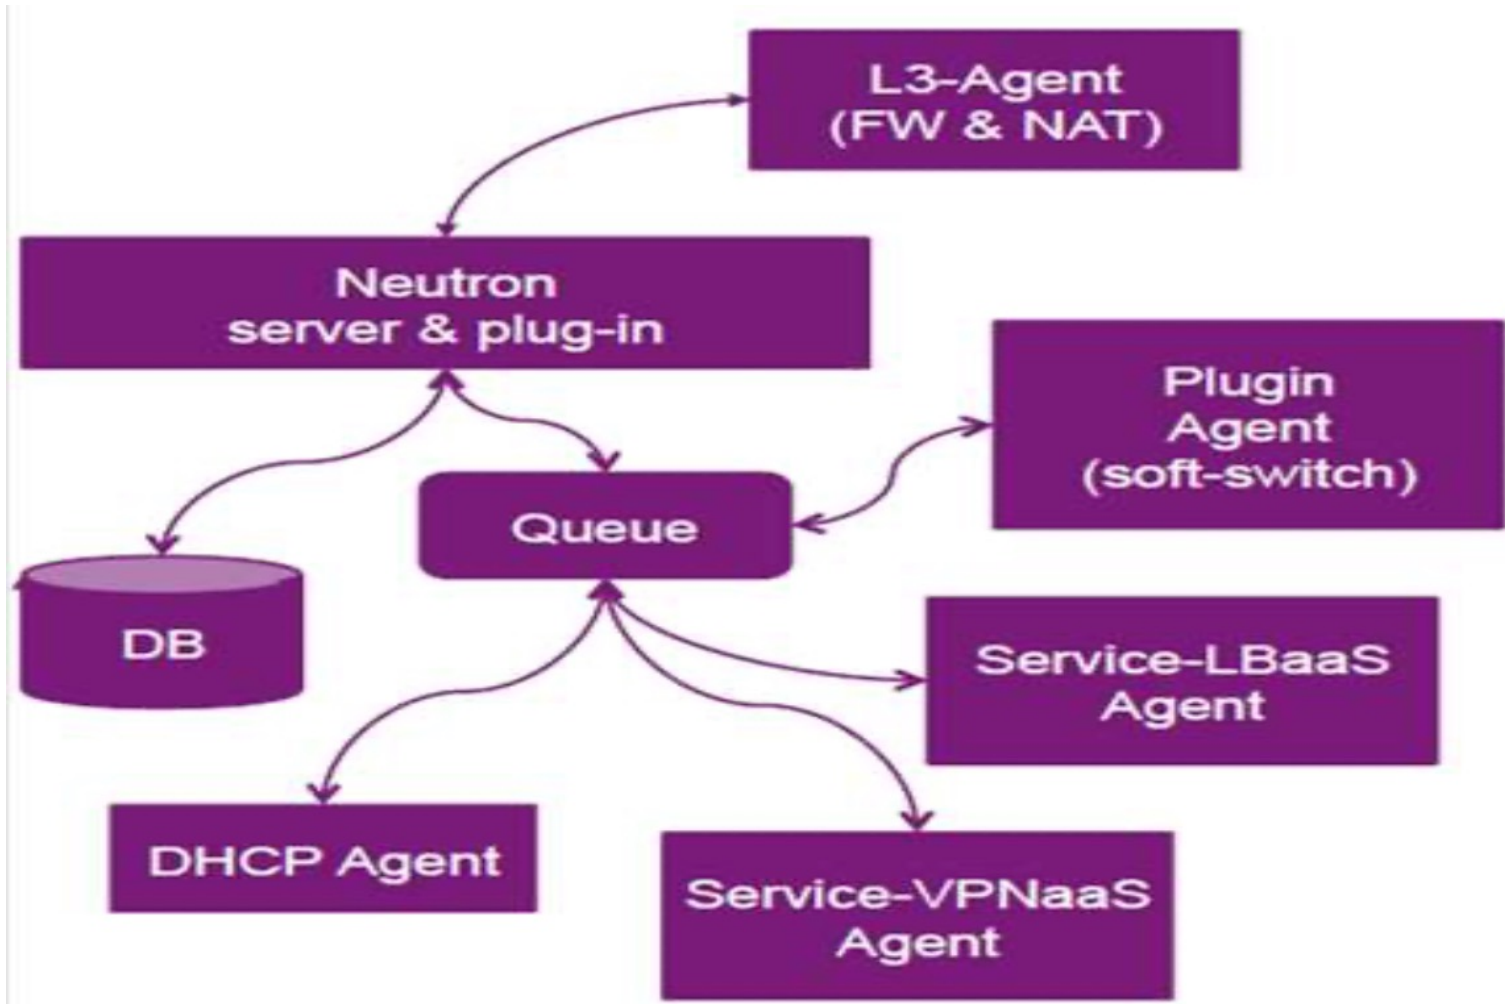 L3-Agent
(FW & NAT)
Neutron
server & plug-in
Plugin
Agent
(soft-switch)
Queue
DB
Service-LBaaS
Agent
DHCP Agent
Service-VPNaaS
Agent